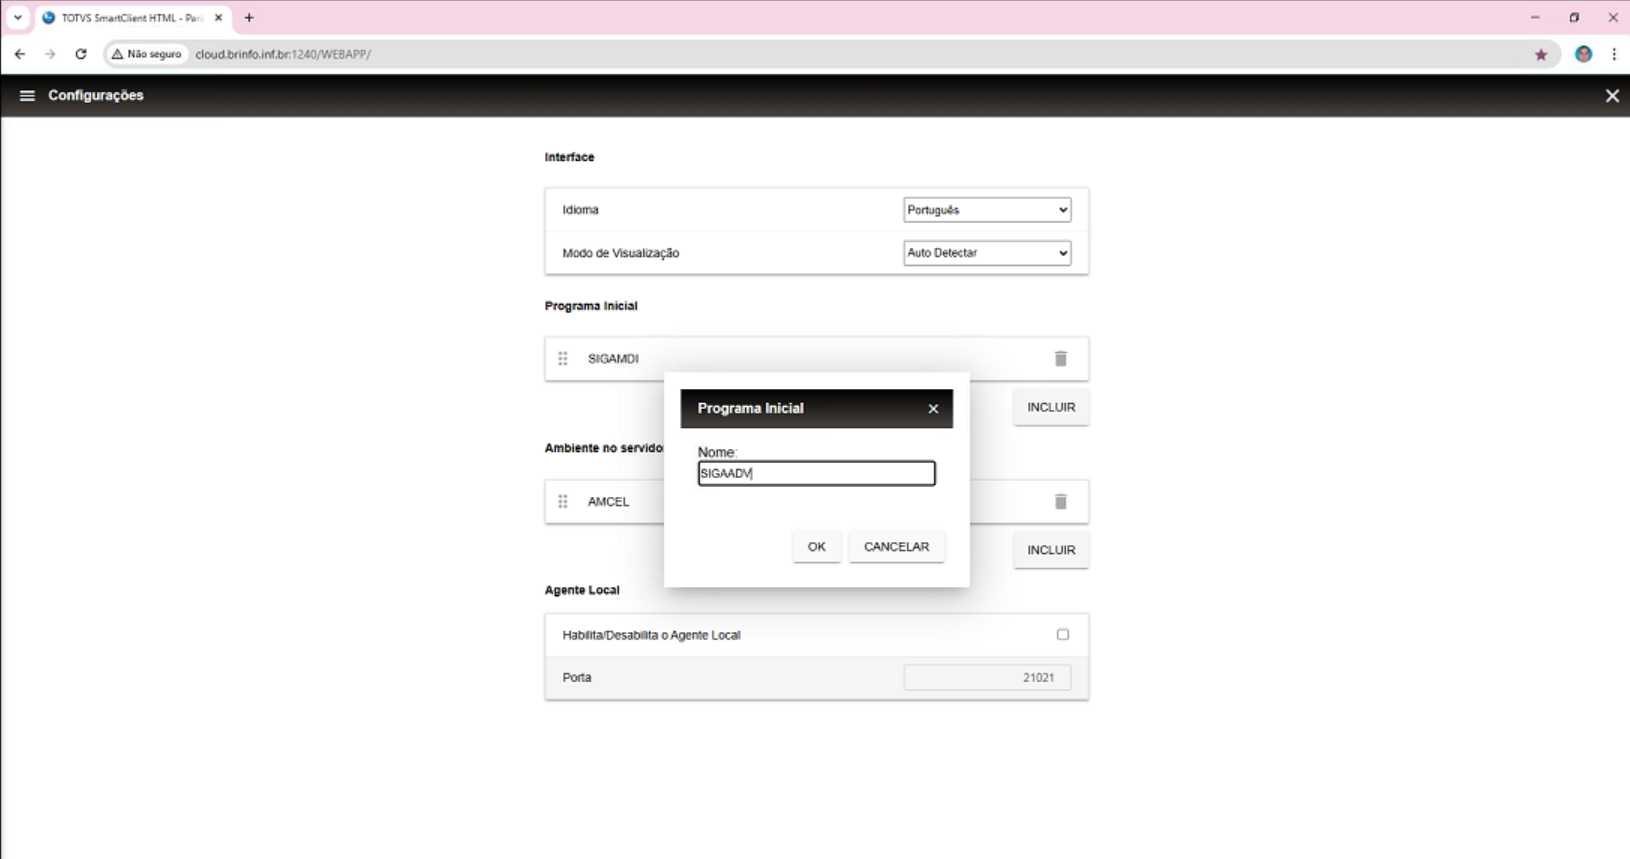 TOTVS SmartClient HTML - Par
Não seguro
cloud.brinfo.inf.br:1240/WEBAPP/
Configurações
Interface
Idioma
Português
Modo de Visualização
Auto Detectar
Programa Inicial
SIGAMDI
INCLUIR
Programa Inicial
Nome:
SIGAADV
OK
CANCELAR
Ambiente no servido
AMCEL
INCLUIR
Agente Local
Habilita/Desabilita o Agente Local
Porta
21021